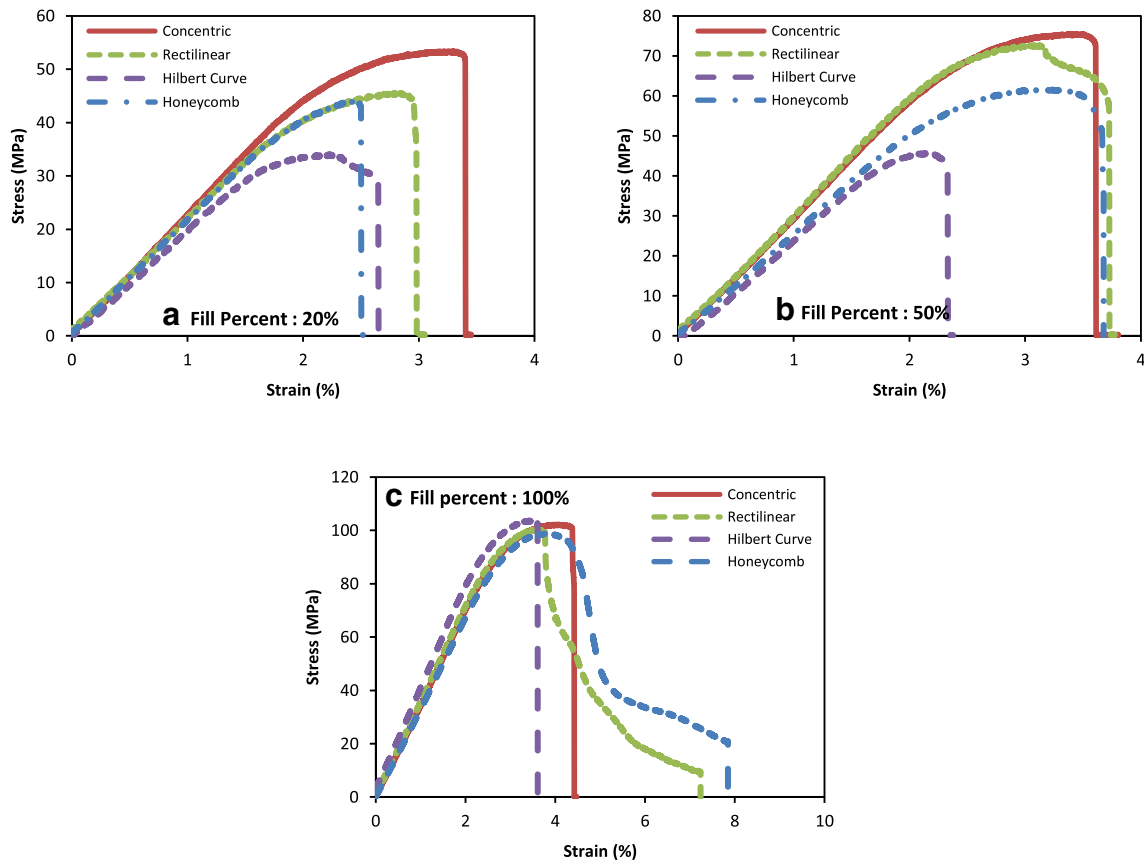 60
50
40
30
20
10
0
Stress (MPa)
Concentric
Rectilinear
Hilbert Curve
Honeycomb
a Fill Percent : 20%
0 1 2 3 4
Strain (%)
80
70
60
50
40
30
20
10
0
Stress (MPa)
Concentric
Rectilinear
Hilbert Curve
Honeycomb
b Fill Percent : 50%
0 1 2 3 4
Strain (%)
120
100
80
60
40
20
0
Stress (MPa)
c Fill percent : 100%
Concentric
Rectilinear
Hilbert Curve
Honeycomb
0 2 4 6 8 10
Strain (%)